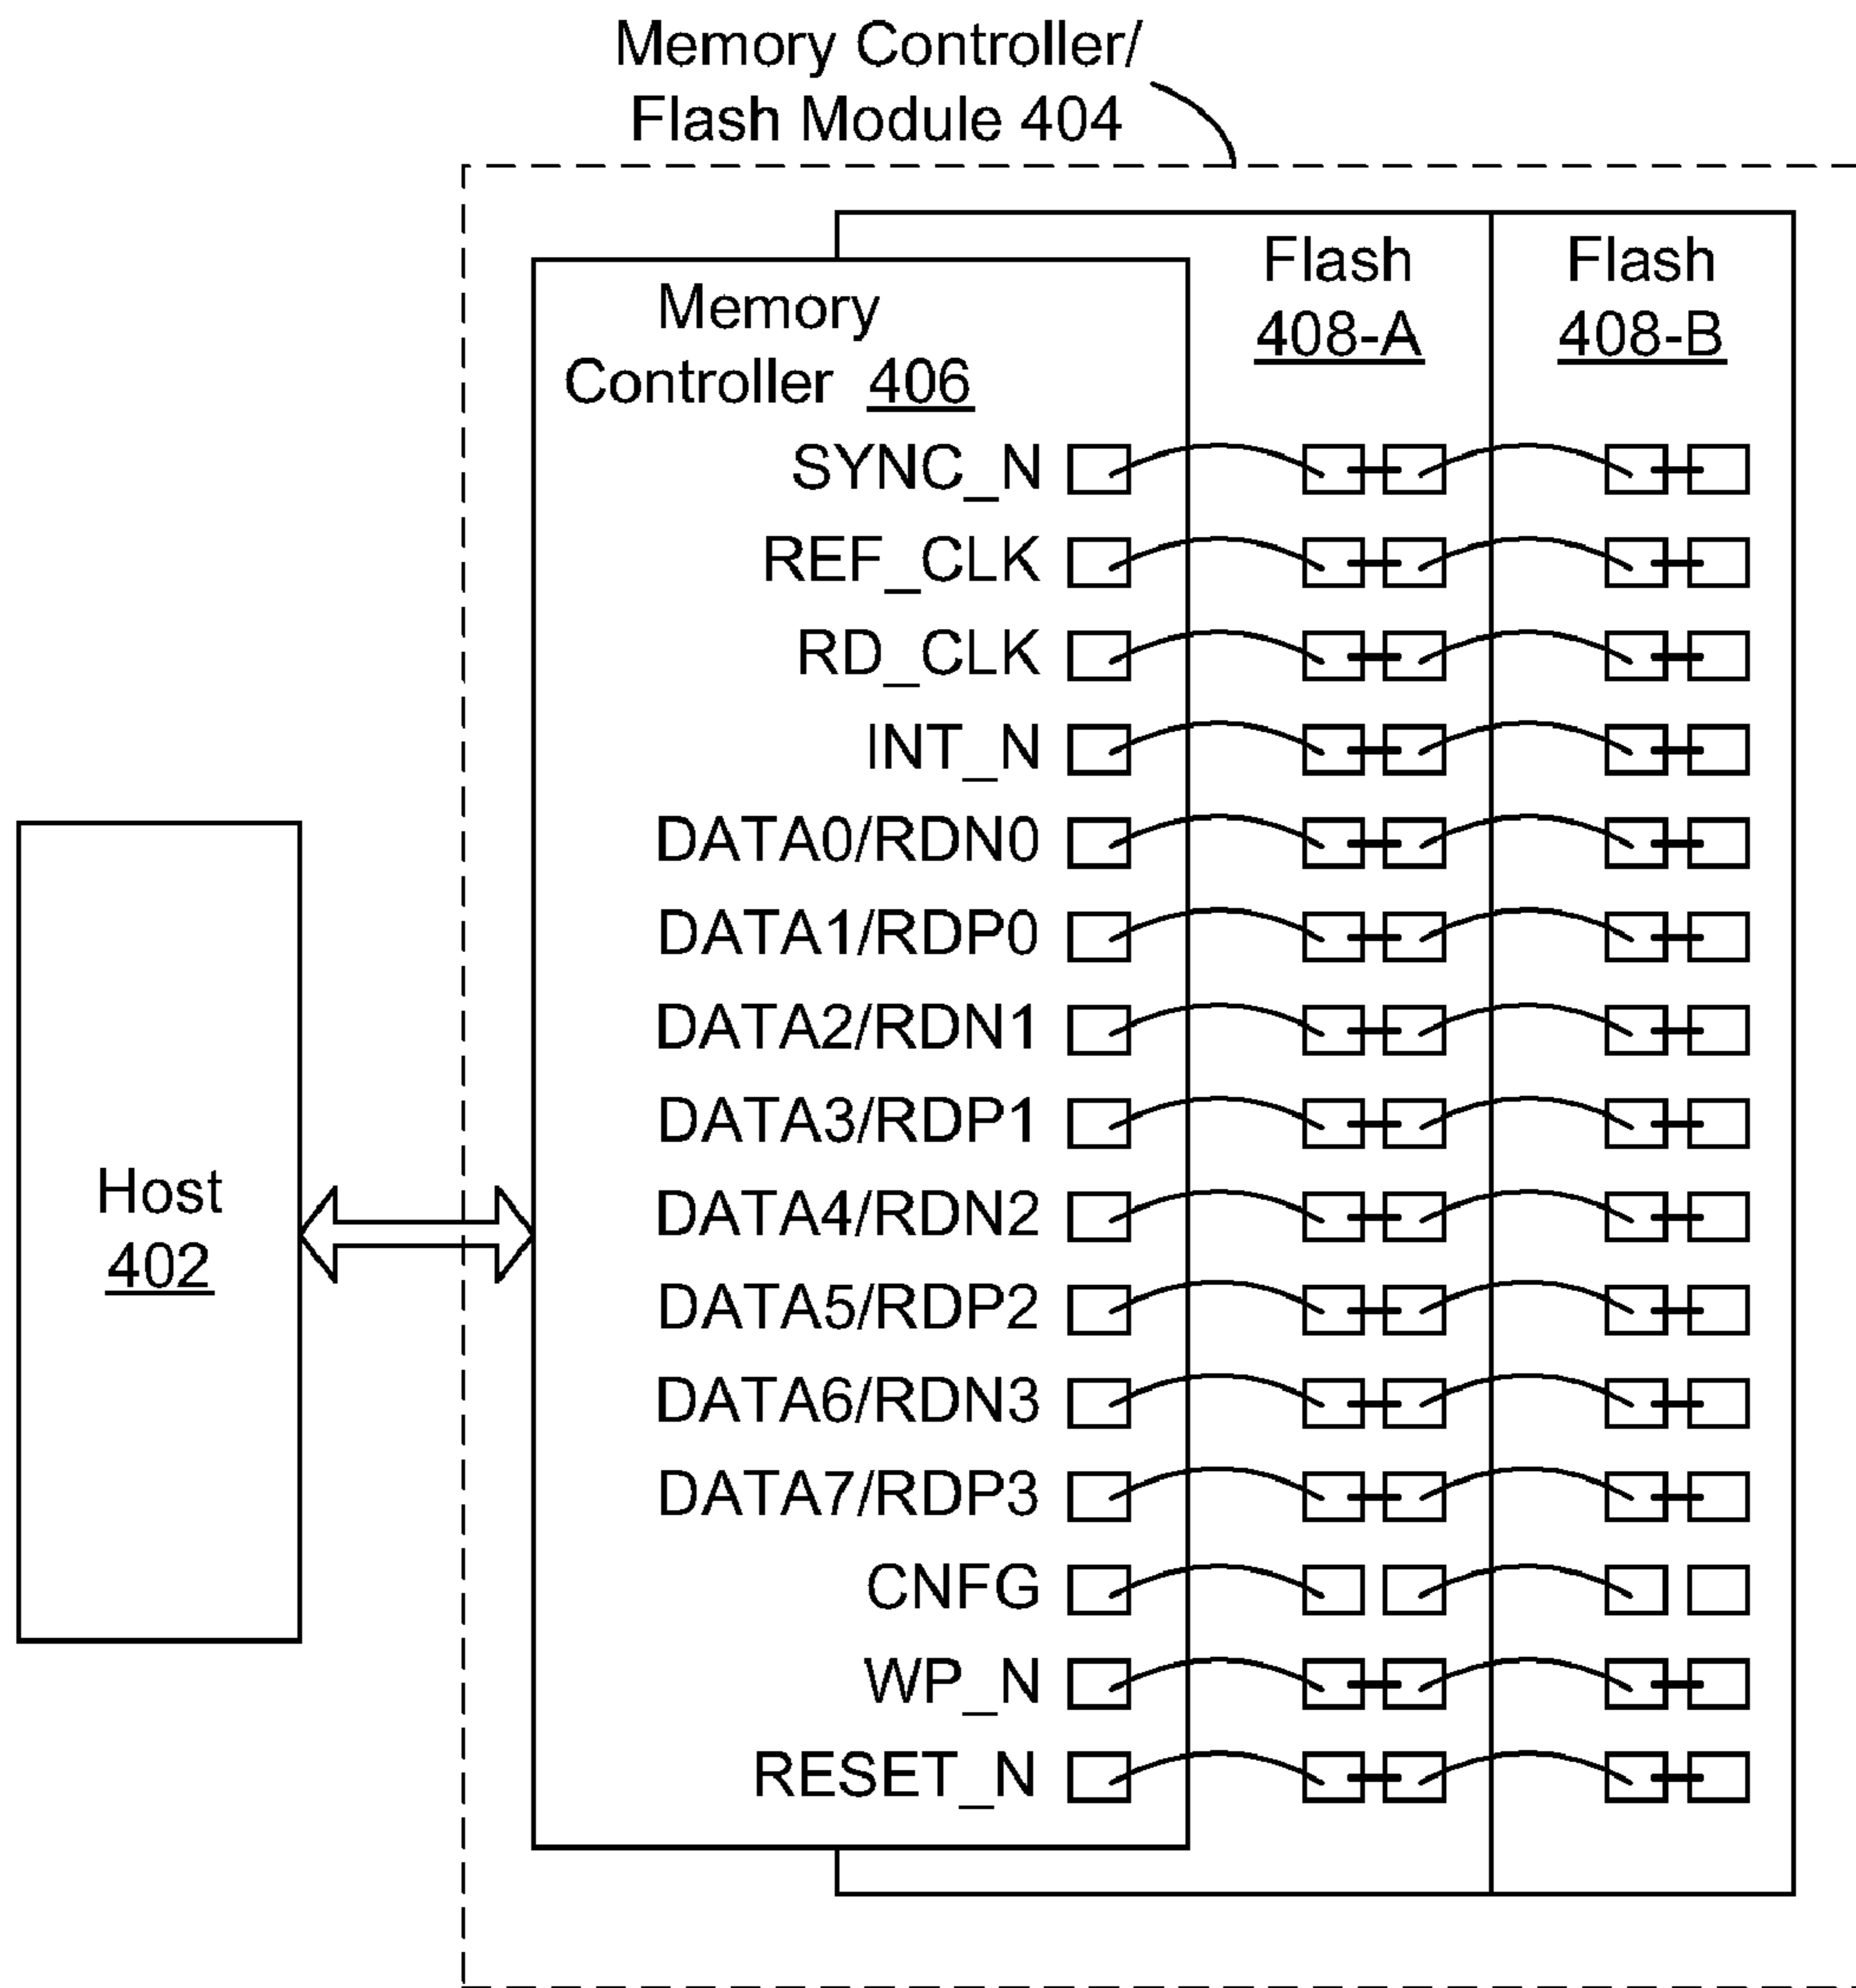 Memory Controller/
Flash Module 404
Flash
408-A
Flash
408-B
Memory
Controller 406
SYNC_N
REF_CLK
RD_CLK
INT_N
DATA0/RDN0
DATA1/RDP0
DATA2/RDN1
DATA3/RDP1
DATA4/RDN2
DATA5/RDP2
DATA6/RDN3
DATA7/RDP3
CNFG
WP_N
RESET_N
Host
402